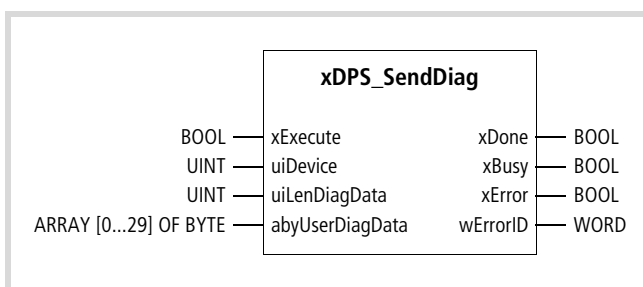 xDPS_SendDiag
BOOL xExecute xDone BOOL
UINT uiDevice xBusy BOOL
UINT uiLenDiagData xError BOOL
ARRAY [0...29] OF BYTE abyUserDiagData wErrorID WORD